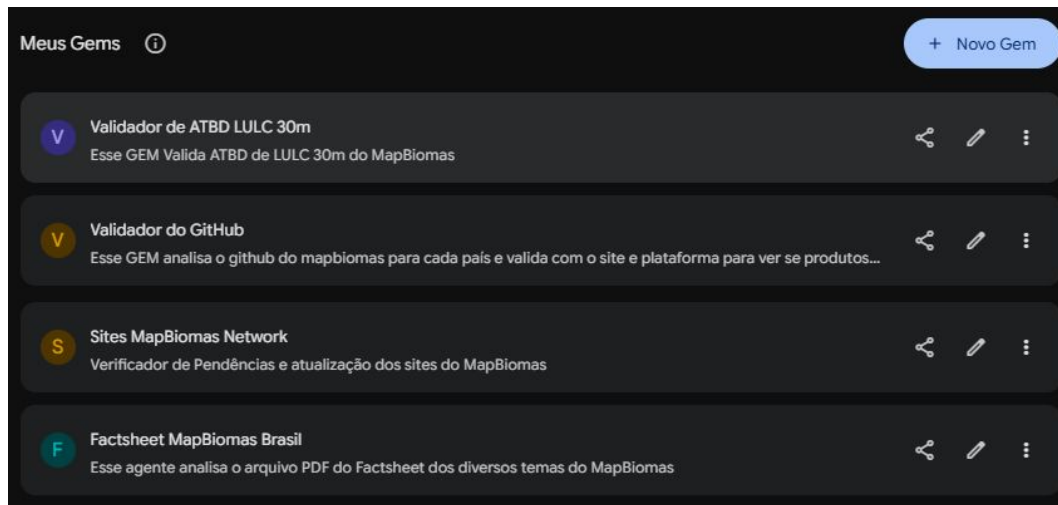 Meus Gems
+ Novo Gem
V
Validador de ATBD LULC 30m
Esse GEM Valida ATBD de LULC 30m do MapBiomas
V
Validador do GitHub
Esse GEM analisa o github do mapbiomas para cada país e valida com o site e plataforma para ver se produtos...
S
Sites MapBiomas Network
Verificador de Pendências e atualização dos sites do MapBiomas
F
Factsheet MapBiomas Brasil
Esse agente analisa o arquivo PDF do Factsheet dos diversos temas do MapBiomas